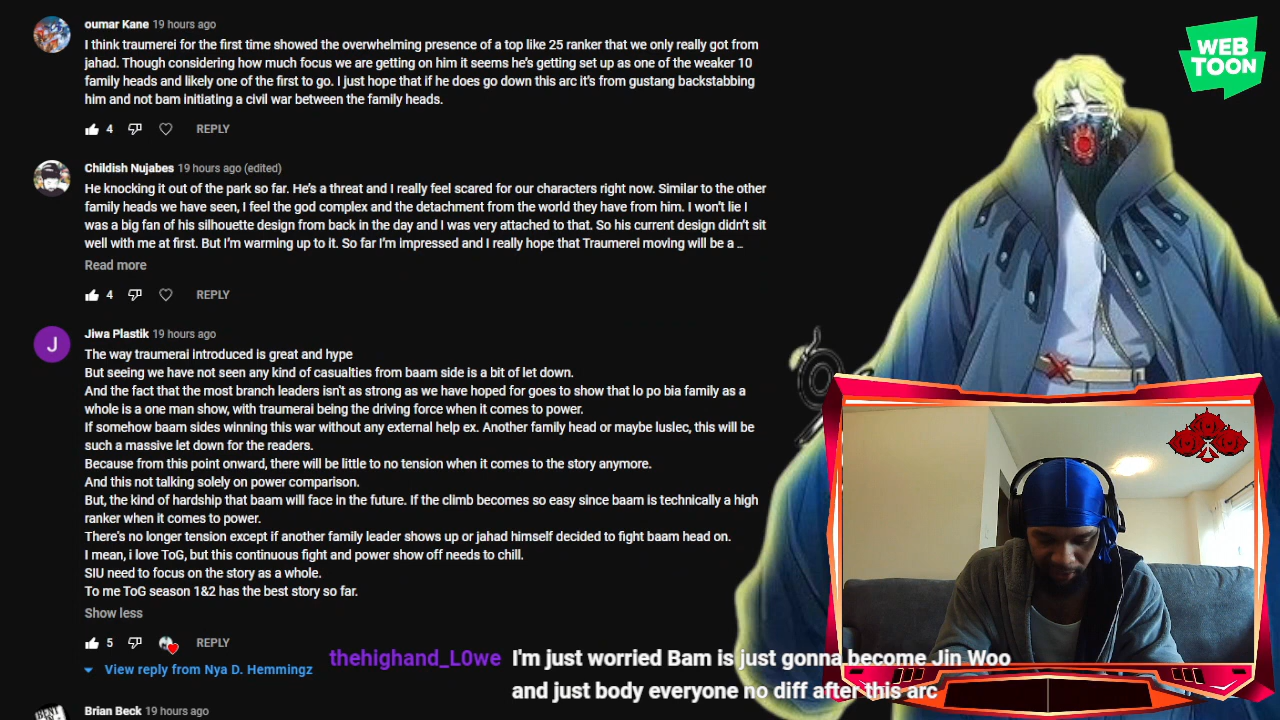 oumar Kane 19 hours ago
I think traumerei for the first time showed the overwhelming presence of a top like 25 ranker that we only really got from
jahad. Though considering how much focus we are getting on him it seems he's getting set up as one of the weaker 10
family heads and likely one of the first to go. I just hope that if he does go down this arc it's from gustang backstabbing
him and not bam initiating a civil war between the family heads.
4 REPLY
Childish Nujabes 19 hours ago (edited)
He knocking it out of the park so far. He's a threat and I really feel scared for our characters right now. Similar to the other
family heads we have seen, I feel the god complex and the detachment from the world they have from him. I won't lie I
was a big fan of his silhouette design from back in the day and I was very attached to that. So his current design didn't sit
well with me at first. But I'm warming up to it. So far I'm impressed and I really hope that Traumerei moving will be a ..
Read more
4 REPLY
J
Jiwa Plastik 19 hours ago
The way traumerai introduced is great and hype
But seeing we have not seen any kind of casualties from baam side is a bit of let down.
And the fact that the most branch leaders isn't as strong as we have hoped for goes to show that lo po bia family as a
whole is a one man show, with traumerai being the driving force when it comes to power.
If somehow baam sides winning this war without any external help ex. Another family head or maybe luslec, this will be
such a massive let down for the readers.
Because from this point onward, there will be little to no tension when it comes to the story anymore.
And this not talking solely on power comparison.
But, the kind of hardship that baam will face in the future. If the climb becomes so easy since baam is technically a high
ranker when it comes to power.
There's no longer tension except if another family leader shows up or jahad himself decided to fight baam head on.
I mean, i love ToG, but this continuous fight and power show off needs to chill.
SIU need to focus on the story as a whole.
To me ToG season 1&2 has the best story so far.
Show less
5 REPLY
View reply from Nya D. Hemmingz
Brian Beck 19 hours ago
WEB
TOON
thehighand_L0we I'm just worried Bam is just gonna become Jin Woo
and just body everyone no diff after this arc